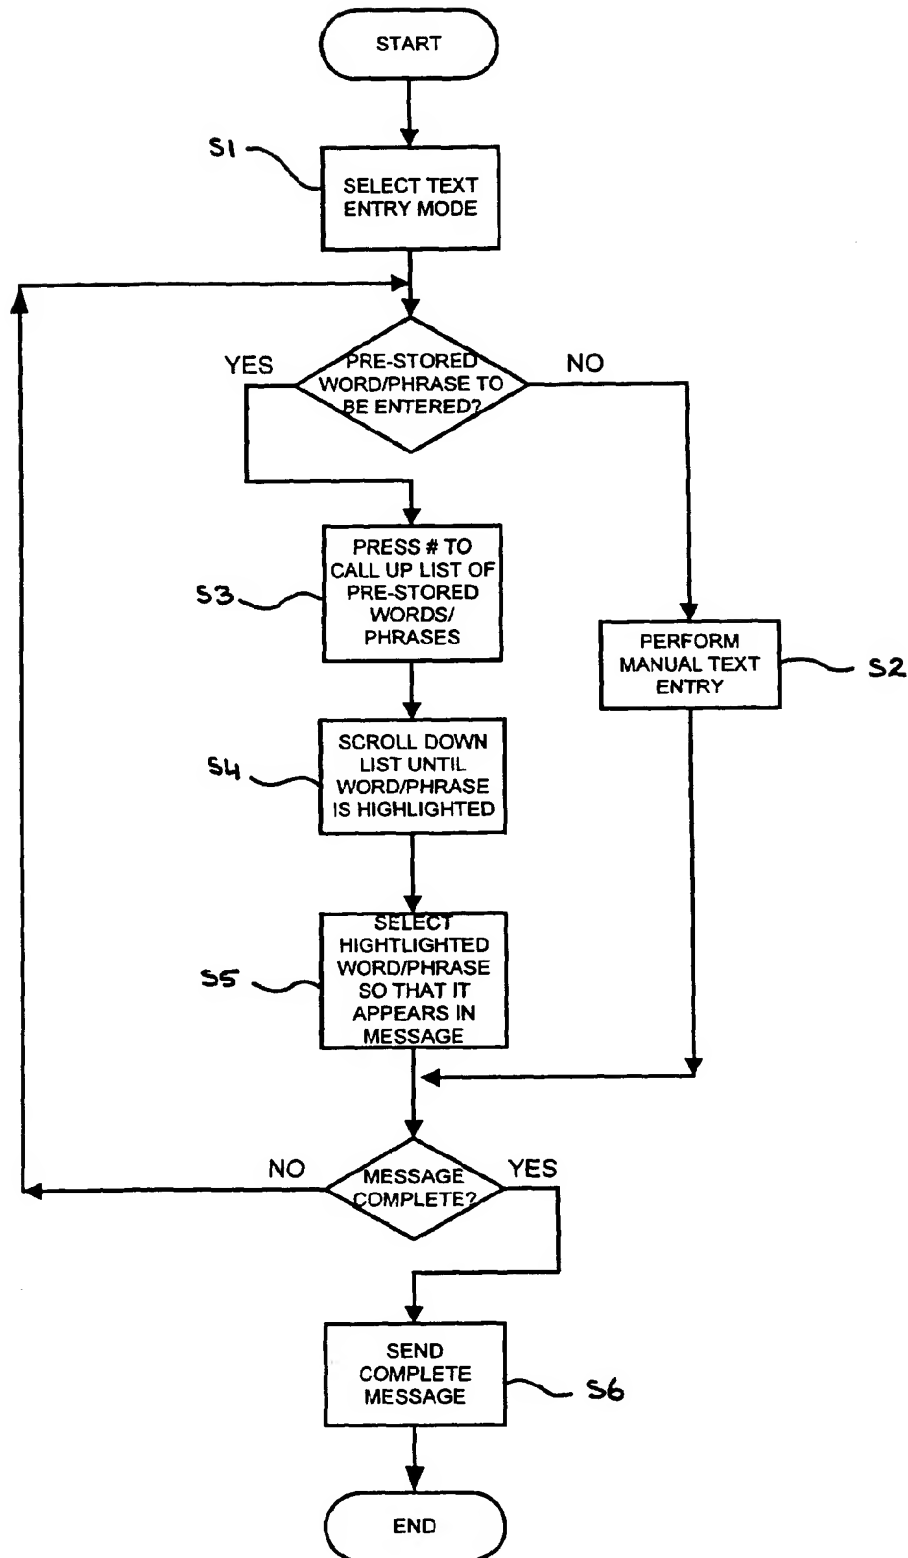 START
S1
SELECT TEXT
ENTRY MODE
YES
PRE-STORED
WORD/PHRASE TO
BE ENTERED?
NO
PRESS # TO
CALL UP LIST OF
PRE-STORED
WORDS/
PHRASES
S3
PERFORM
MANUAL TEXT
ENTRY
S2
SCROLL DOWN
LIST UNTIL
WORD/PHRASE
IS HIGHLIGHTED
S4
SELECT
HIGHTLIGHTED
WORD/PHRASE
SO THAT IT
APPEARS IN
MESSAGE
S5
NO
MESSAGE
COMPLETE?
YES
SEND
COMPLETE
MESSAGE
S6
END